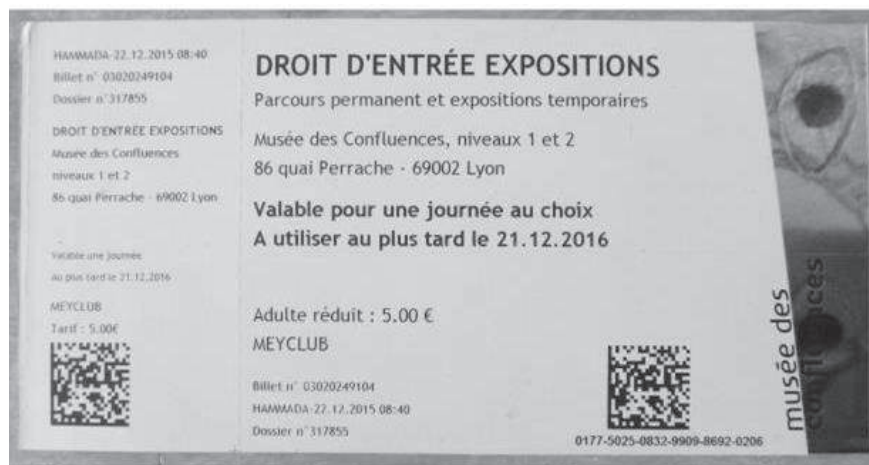 HAMMADA-22.12.2015 08:40
Billet n° 03020249104
Dossier n°317855
DROIT D'ENTRÉE EXPOSITIONS
Musée des Confluences
niveaux 1 et 2
86 quai Perrache - 69002 Lyon
Valable une journée
au plus tard le 21.12.2016
MEYCLUB
Tarif : 5.00€
DROIT D'ENTRÉE EXPOSITIONS
Parcours permanent et expositions temporaires
Musée des Confluences, niveaux 1 et 2
86 quai Perrache - 69002 Lyon
Valable pour une journée au choix
A utiliser au plus tard le 21.12.2016
Adulte réduit : 5.00 €
MEYCLUB
Billet n° 03020249104
HAMMADA-22.12.2015 08:40
Dossier n°317855
0177-5025-0832-9909-8692-0206
musée des
confluences